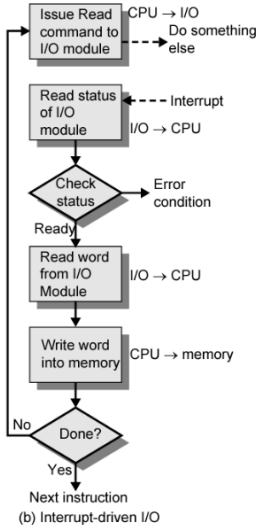 Issue Read
command to
I/O module
CPU → I/O
Do something
else
Read status
of I/O
module
Interrupt
I/O → CPU
Check
status
Error
condition
Ready
Read word
from I/O
Module
I/O → CPU
Write word
into memory
CPU → memory
No
Done?
Yes
Next instruction
(b) Interrupt-driven I/O